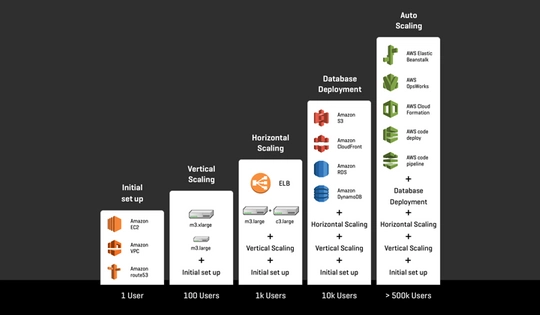 Initial
set up
Amazon
EC2
Amazon
VPC
Amazon
route53
1 User
Vertical
Scaling
m3.xlarge
m3.large
+
Initial set up
100 Users
Horizontal
Scaling
ELB
+
m3.large
c3.large
+
Vertical Scaling
+
Initial set up
1k Users
Database
Deployment
Amazon
S3
Amazon
CloudFront
Amazon
RDS
Amazon
DynamoDB
+
Horizontal Scaling
+
Vertical Scaling
+
Initial set up
10k Users
Auto
Scaling
AWS Elastic
Beanstalk
AWS
OpsWorks
AWS Cloud
Formation
AWS code
deploy
AWS code
pipeline
+
Database
Deployment
+
Horizontal Scaling
+
Vertical Scaling
+
Initial set up
> 500k Users